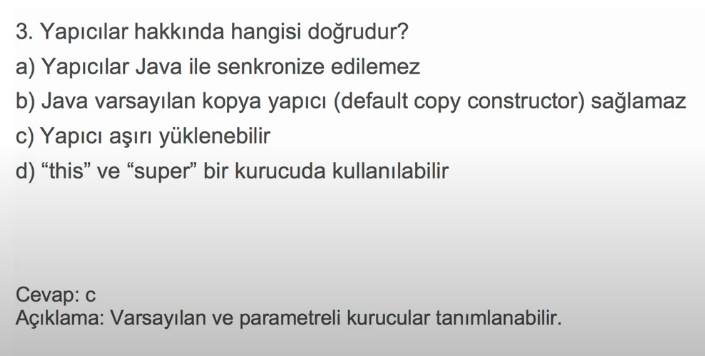 3. Yapıcılar hakkında hangisi doğrudur?
a) Yapıcılar Java ile senkronize edilemez
b) Java varsayılan kopya yapıcı (default copy constructor) sağlamaz
c) Yapıcı aşırı yüklenebilir
d) “this” ve “super” bir kurucuda kullanılabilir
Cevap: c
Açıklama: Varsayılan ve parametreli kurucular tanımlanabilir.